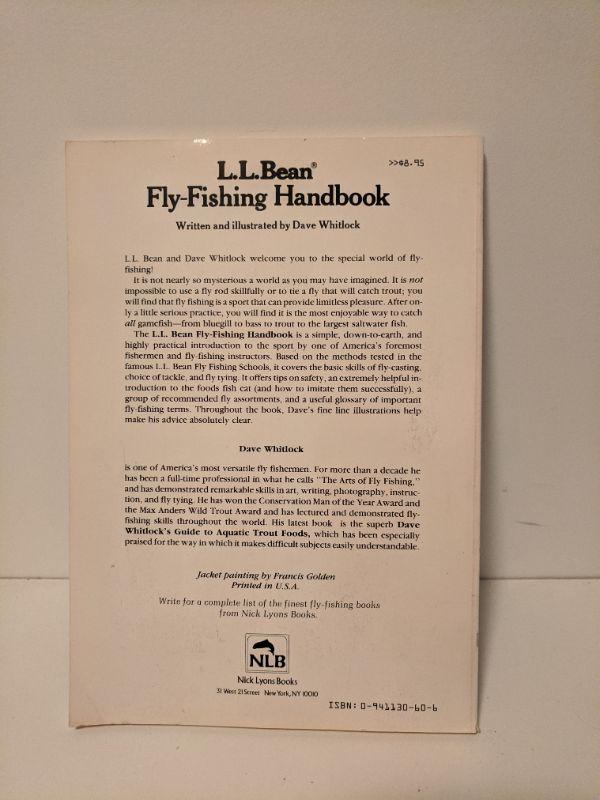 L.L.Bean®
>>$8.95
Fly-Fishing Handbook
Written and illustrated by Dave Whitlock
L.L. Bean and Dave Whitlock welcome you to the special world of fly-
fishing!
It is not nearly so mysterious a world as you may have imagined. It is not
impossible to use a fly rod skillfully or to tie a fly that will catch trout; you
will find that fly fishing is a sport that can provide limitless pleasure. After on-
ly a little serious practice, you will find it is the most enjoyable way to catch
all gamefish—from bluegill to bass to trout to the largest saltwater fish.
The L.L. Bean Fly-Fishing Handbook is a simple, down-to-earth, and
highly practical introduction to the sport by one of America's foremost
fishermen and fly-fishing instructors. Based on the methods tested in the
famous L.L. Bean Fly Fishing Schools, it covers the basic skills of fly-casting,
choice of tackle, and fly tying. It offers tips on safety, an extremely helpful in-
troduction to the foods fish eat (and how to imitate them successfully), a
group of recommended fly assortments, and a useful glossary of important
fly-fishing terms. Throughout the book, Dave's fine line illustrations help
make his advice absolutely clear.
Dave Whitlock
is one of America's most versatile fly fishermen. For more than a decade he
has been a full-time professional in what he calls "The Arts of Fly Fishing,"
and has demonstrated remarkable skills in art, writing, photography, instruc-
tion, and fly tying. He has won the Conservation Man of the Year Award and
the Max Anders Wild Trout Award and has lectured and demonstrated fly-
fishing skills throughout the world. His latest book is the superb Dave
Whitlock's Guide to Aquatic Trout Foods, which has been especially
praised for the way in which it makes difficult subjects easily understandable.
Jacket painting by Francis Golden
Printed in U.S.A.
Write for a complete list of the finest fly-fishing books
from Nick Lyons Books.
NLB
Nick Lyons Books
31 West 21 Street New York, NY 10010
ISBN: 0-941130-60-6